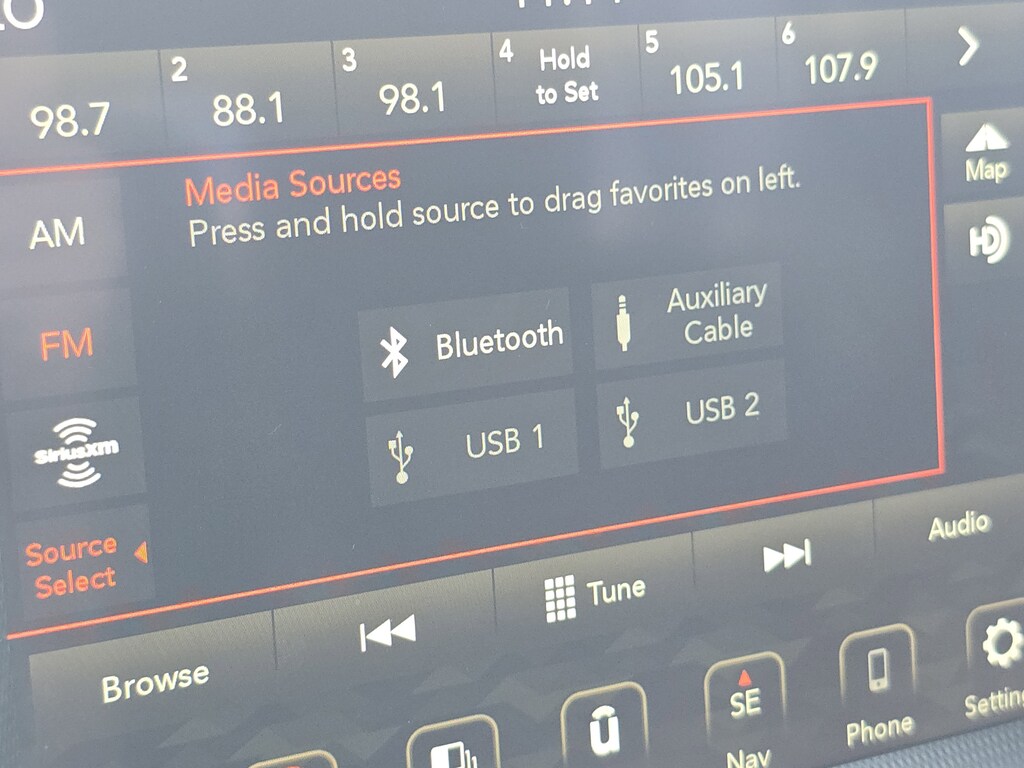 2
3
4
5
6
98.7
88.1
98.1
Hold
to Set
105.1
107.9
Map
HD
Media Sources
Press and hold source to drag favorites on left.
AM
FM
SiriusXM
Source
Select
Bluetooth
Auxiliary
Cable
USB 1
USB 2
Browse
Tune
Audio
SE
Nav
Phone